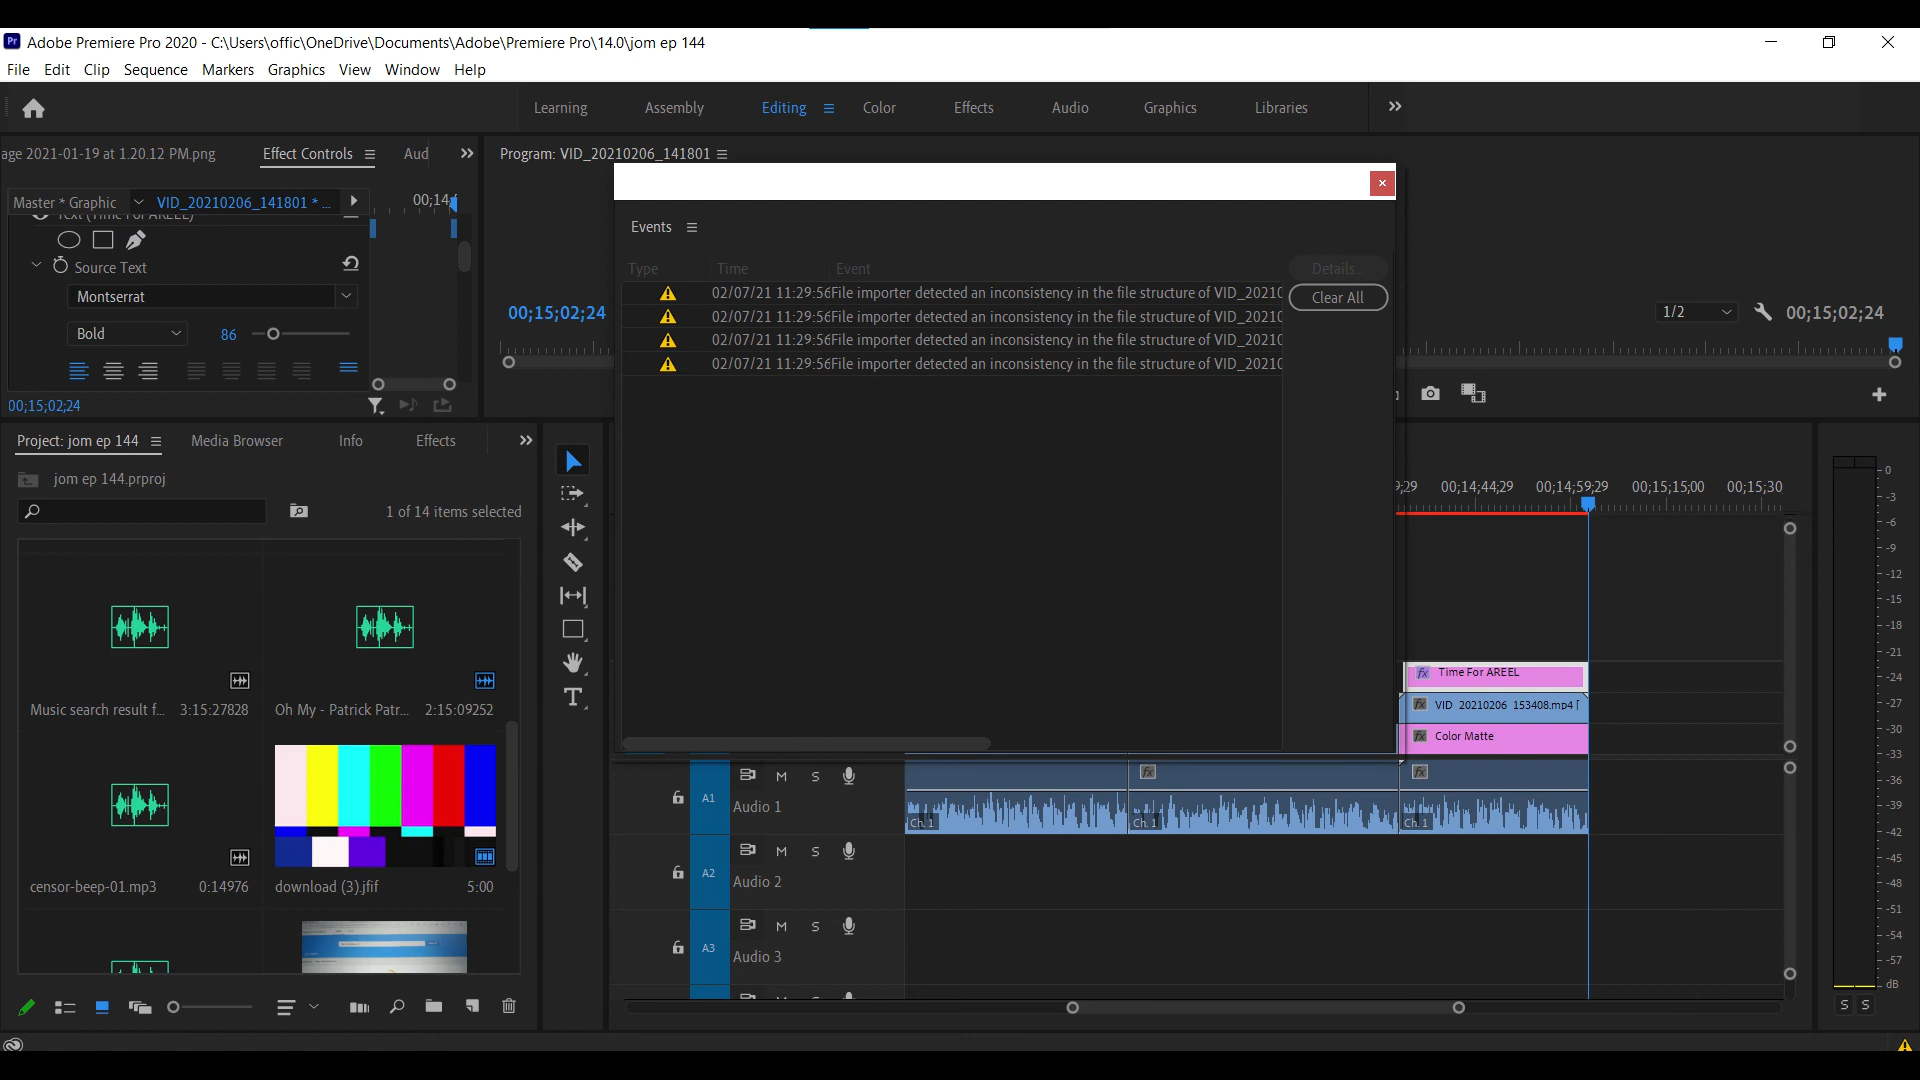 Adobe Premiere Pro 2020 - C:\Users\offic\OneDrive\Documents\Adobe\Premiere Pro\14.0\jom ep 144
File Edit Clip Sequence Markers Graphics View Window Help
Learning Assembly Editing Color Effects Audio Graphics Libraries
age 2021-01-19 at 1.20.12 PM.png Effect Controls Aud
Program: VID_20210206_141801
Master * Graphic VID_20210206_141801 * ... 00;14;
Text (Time For AREEL)
Source Text
Montserrat
Bold 86
00;15;02;24
00;15;02;24
1/2 00;15;02;24
Events
Type Time Event Details...
Clear All
02/07/21 11:29:56 File importer detected an inconsistency in the file structure of VID_2021
02/07/21 11:29:56 File importer detected an inconsistency in the file structure of VID_2021
02/07/21 11:29:56 File importer detected an inconsistency in the file structure of VID_2021
02/07/21 11:29:56 File importer detected an inconsistency in the file structure of VID_2021
Project: jom ep 144 Media Browser Info Effects
jom ep 144.prproj
1 of 14 items selected
Music search result f... 3:15:27828
Oh My - Patrick Patr... 2:15:09252
censor-beep-01.mp3 0:14976
download (3).jfif 5:00
;29 00;14;44;29 00;14;59;29 00;15;15;00 00;15;30
fx Time For AREEL
fx VID_20210206_153408.mp4 [
fx Color Matte
A1 M S
Audio 1
fx fx
Ch. 1 Ch. 1 Ch. 1
A2 M S
Audio 2
A3 M S
Audio 3
0
-3
-6
-9
-12
-15
-18
-21
-24
-27
-30
-33
-36
-39
-42
-45
-48
-51
-54
-57
dB
S S